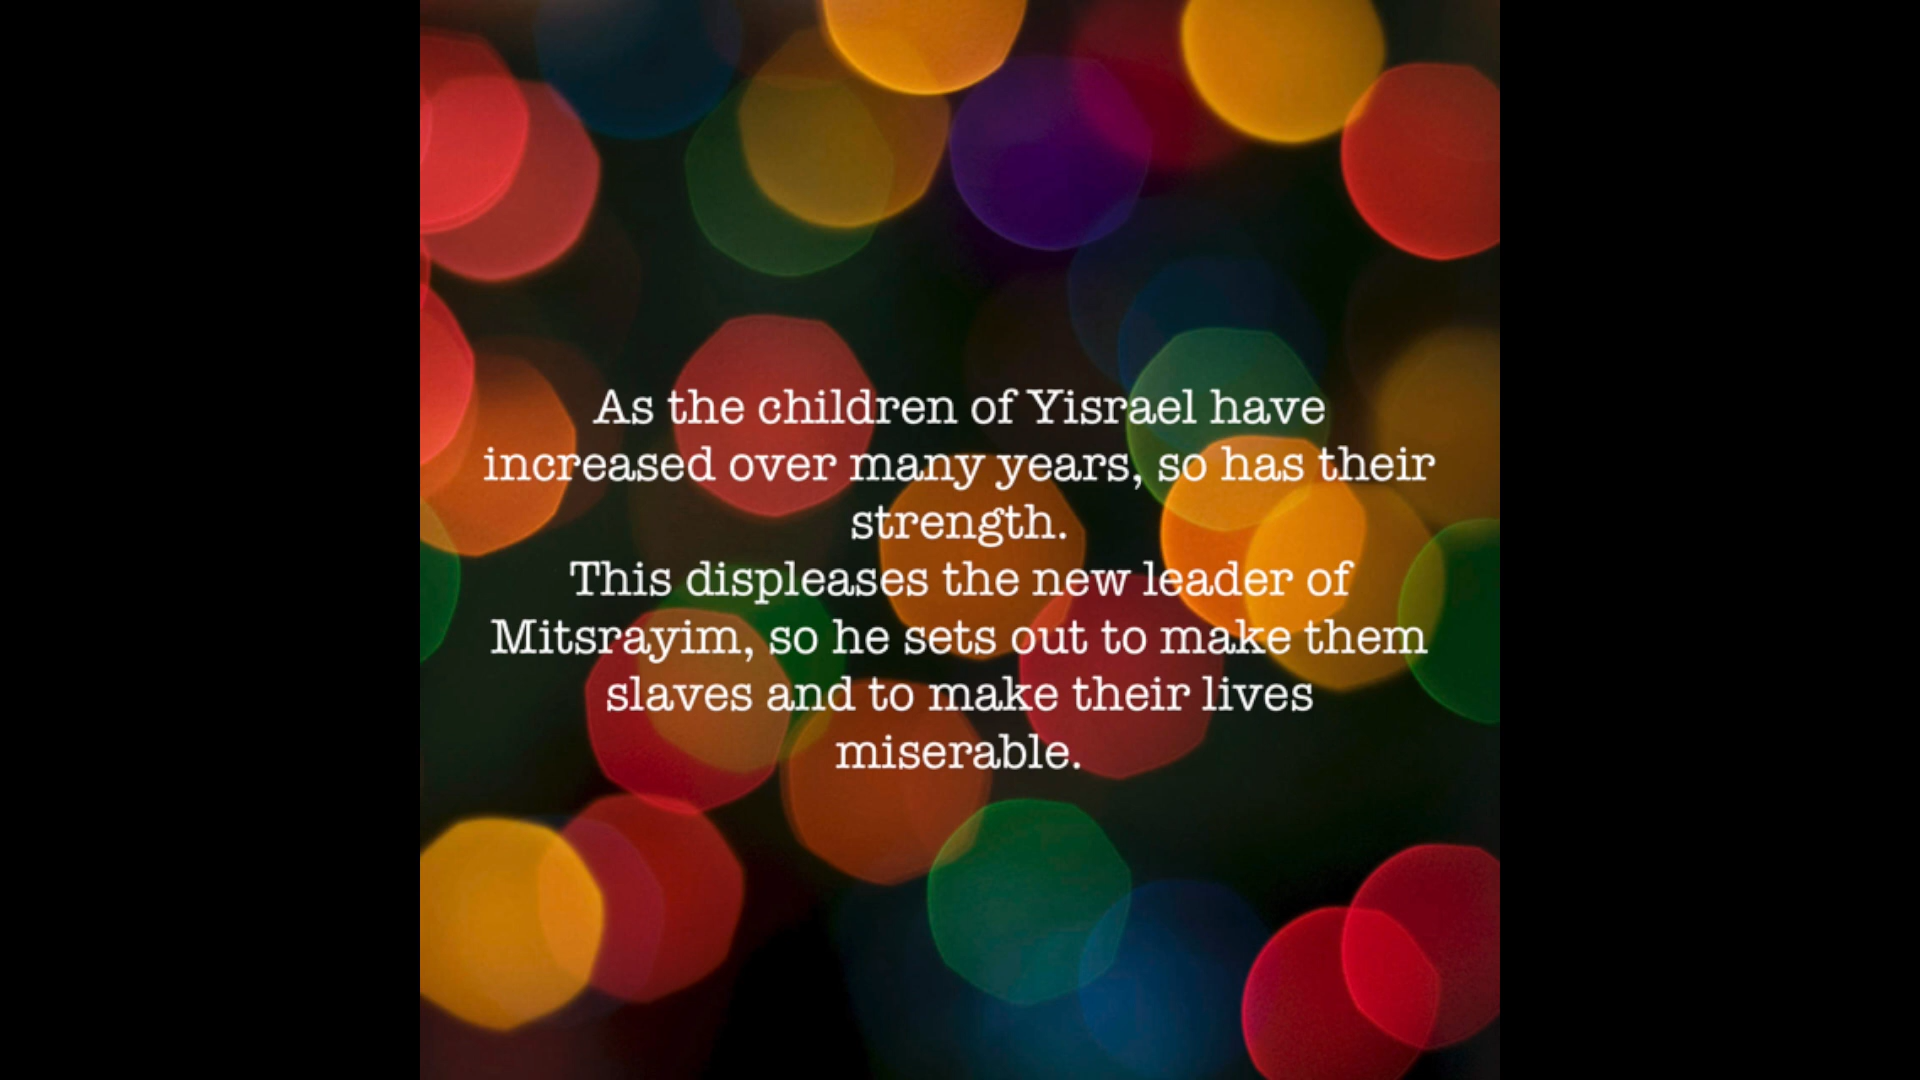 As the children of Yisrael have
increased over many years, so has their
strength.
This displeases the new leader of
Mitsrayim, so he sets out to make them
slaves and to make their lives
miserable.